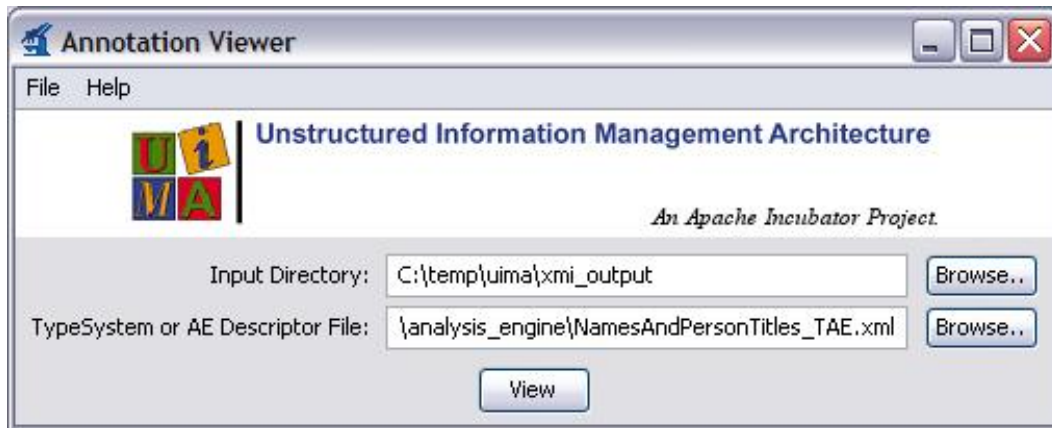 Annotation Viewer
File Help
UiMA
Unstructured Information Management Architecture
An Apache Incubator Project.
Input Directory: C:\temp\uima\xmi_output Browse..
TypeSystem or AE Descriptor File: \analysis_engine\NamesAndPersonTitles_TAE.xml Browse..
View